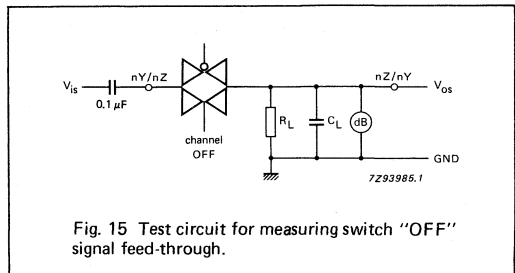 V_is
nY/nZ
0.1 µF
channel
OFF
R_L
C_L
dB
nZ/nY
V_os
GND
7Z93985.1
Fig. 15 Test circuit for measuring switch "OFF"
signal feed-through.